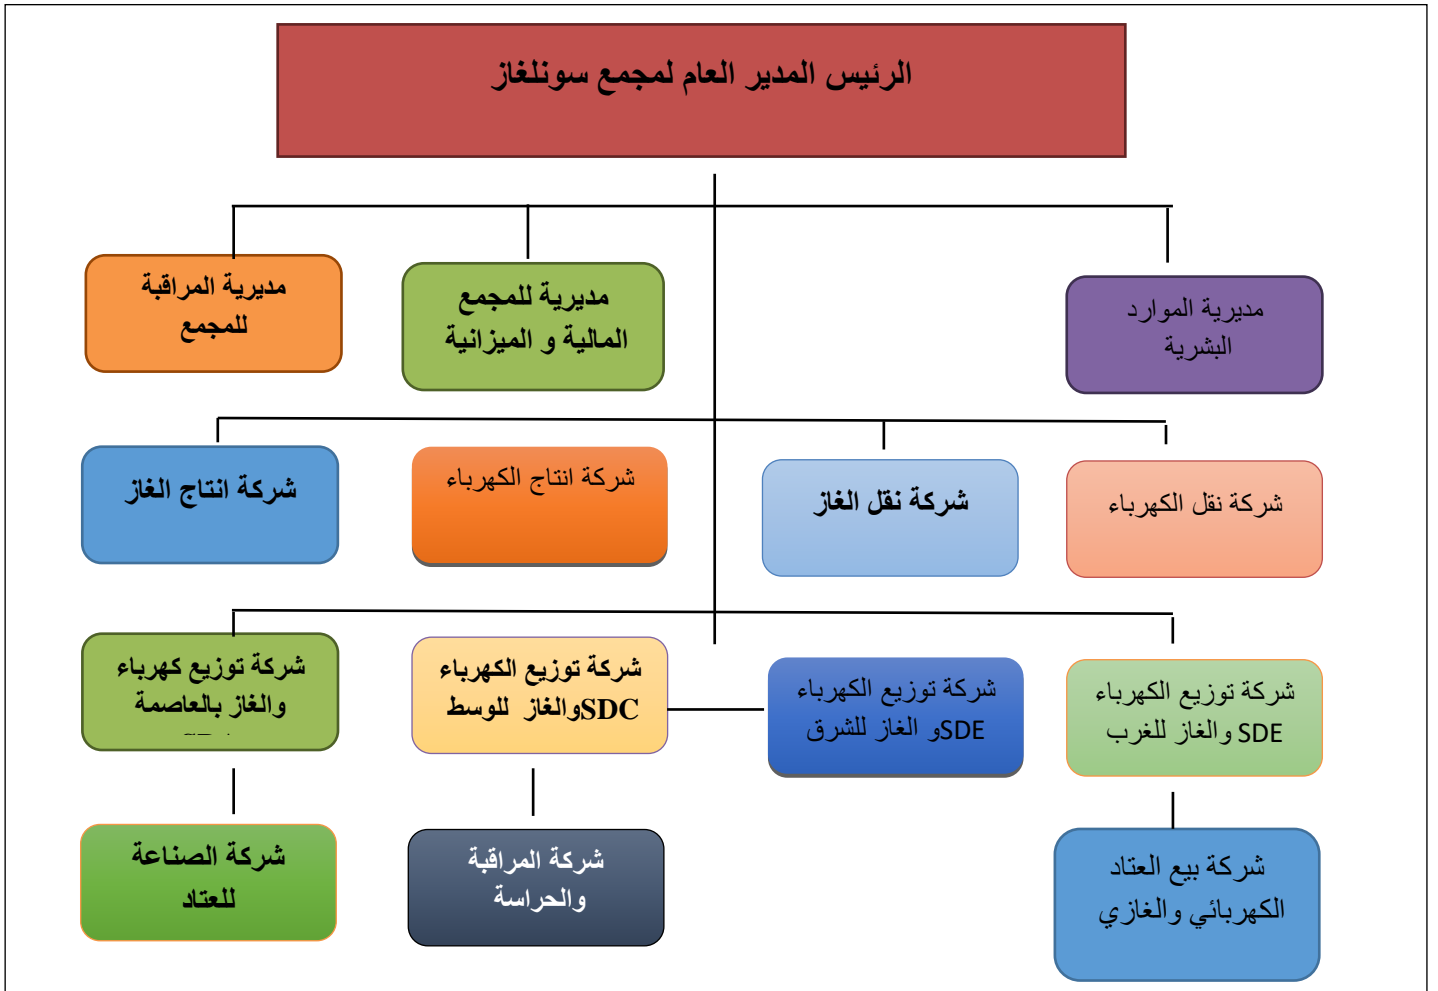 الرئيس المدير العام لمجمع سونلغاز
مديرية الموارد
البشرية
مديرية للمجمع
المالية و الميزانية
مديرية المراقبة
للمجمع
شركة نقل الكهرباء
شركة نقل الغاز
شركة انتاج الكهرباء
شركة انتاج الغاز
شركة توزيع الكهرباء
والغاز للغرب SDE
شركة توزيع الكهرباء
و الغاز للشرق SDE
شركة توزيع الكهرباء
والغاز للوسط SDC
شركة توزيع كهرباء
والغاز بالعاصمة
شركة بيع العتاد
الكهربائي والغازي
شركة المراقبة
والحراسة
شركة الصناعة
للعتاد